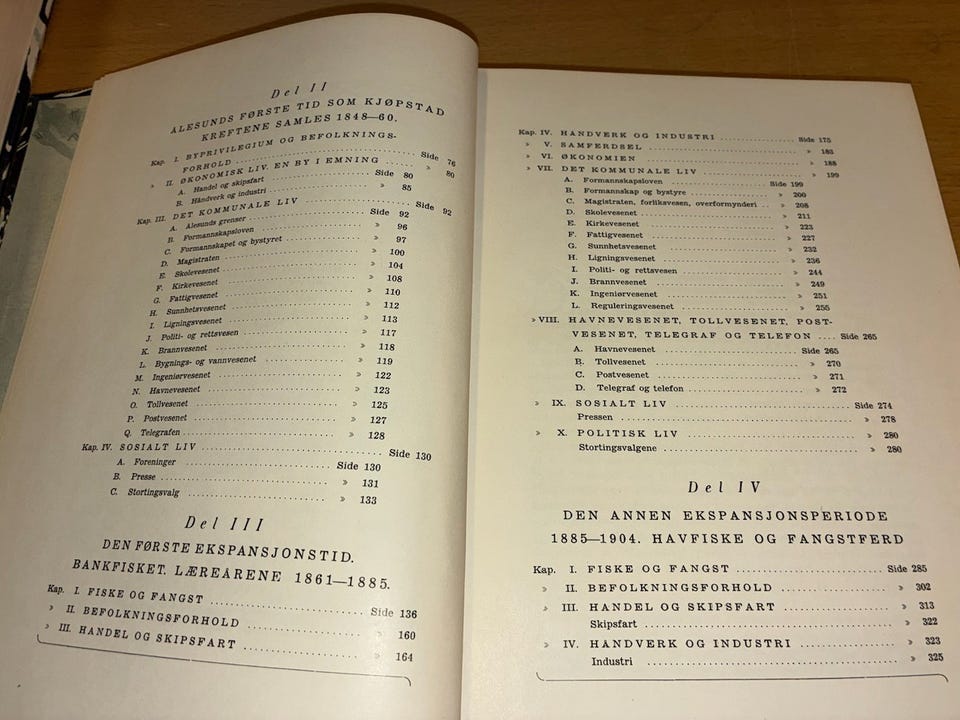 Del II
ÅLESUNDS FØRSTE TID SOM KJØPSTAD
KREFTENE SAMLES 1848—60.
Kap. I. BYPRIVILEGIUM OG BEFOLKNINGS-
FORHOLD .......... Side 76
» II. ØKONOMISK LIV. EN BY I EMNING ..... » 80
A. Handel og skipsfart .......... Side 80
B. Håndverk og industri .......... » 85
Kap. III. DET KOMMUNALE LIV .......... Side 92
A. Ålesunds grenser .......... Side 92
B. Formannskapsloven .......... » 96
C. Formannskapet og bystyret .......... » 97
D. Magistraten .......... » 100
E. Skolevesenet .......... » 104
F. Kirkevesenet .......... » 108
G. Fattigvesenet .......... » 110
H. Sunnhetsvesenet .......... » 112
I. Ligningsvesenet .......... » 113
J. Politi- og rettsvesen .......... » 117
K. Brannvesenet .......... » 118
L. Bygnings- og vannvesenet .......... » 119
M. Ingeniørvesenet .......... » 122
N. Havnevesenet .......... » 123
O. Tollvesenet .......... » 125
P. Postvesenet .......... » 127
Q. Telegrafen .......... » 128
Kap. IV. SOSIALT LIV .......... Side 130
A. Foreninger .......... Side 130
B. Presse .......... » 131
C. Stortingsvalg .......... » 133
Del III
DEN FØRSTE EKSPANSJONSTID.
BANKFISKET. LÆREÅRENE 1861—1885.
Kap. I. FISKE OG FANGST .......... Side 136
» II. BEFOLKNINGSFORHOLD .......... » 160
» III. HANDEL OG SKIPSFART .......... » 164
Kap. IV. HÅNDVERK OG INDUSTRI .......... Side 175
» V. SAMFERDSEL .......... » 183
» VI. ØKONOMIEN .......... » 188
» VII. DET KOMMUNALE LIV .......... » 199
A. Formannskapsloven .......... Side 199
B. Formannskap og bystyre .......... » 200
C. Magistraten, forliksvesen, overformynderi .. » 208
D. Skolevesenet .......... » 211
E. Kirkevesenet .......... » 223
F. Fattigvesenet .......... » 227
G. Sunnhetsvesenet .......... » 232
H. Ligningsvesenet .......... » 236
I. Politi- og rettsvesen .......... » 244
J. Brannvesenet .......... » 249
K. Ingeniørvesenet .......... » 251
L. Reguleringsvesenet .......... » 255
» VIII. HAVNEVESENET, TOLLVESENET, POST-
VESENET, TELEGRAF OG TELEFON .... Side 265
A. Havnevesenet .......... Side 265
B. Tollvesenet .......... » 270
C. Postvesenet .......... » 271
D. Telegraf og telefon .......... » 272
» IX. SOSIALT LIV .......... Side 274
Pressen .......... » 278
» X. POLITISK LIV .......... » 280
Stortingsvalgene .......... » 280
Del IV
DEN ANNEN EKSPANSJONSPERIODE
1885—1904. HAVFISKE OG FANGSTFERD
Kap. I. FISKE OG FANGST .......... Side 285
» II. BEFOLKNINGSFORHOLD .......... » 302
» III. HANDEL OG SKIPSFART .......... » 313
Skipsfart .......... » 322
» IV. HÅNDVERK OG INDUSTRI .......... » 323
Industri .......... » 325